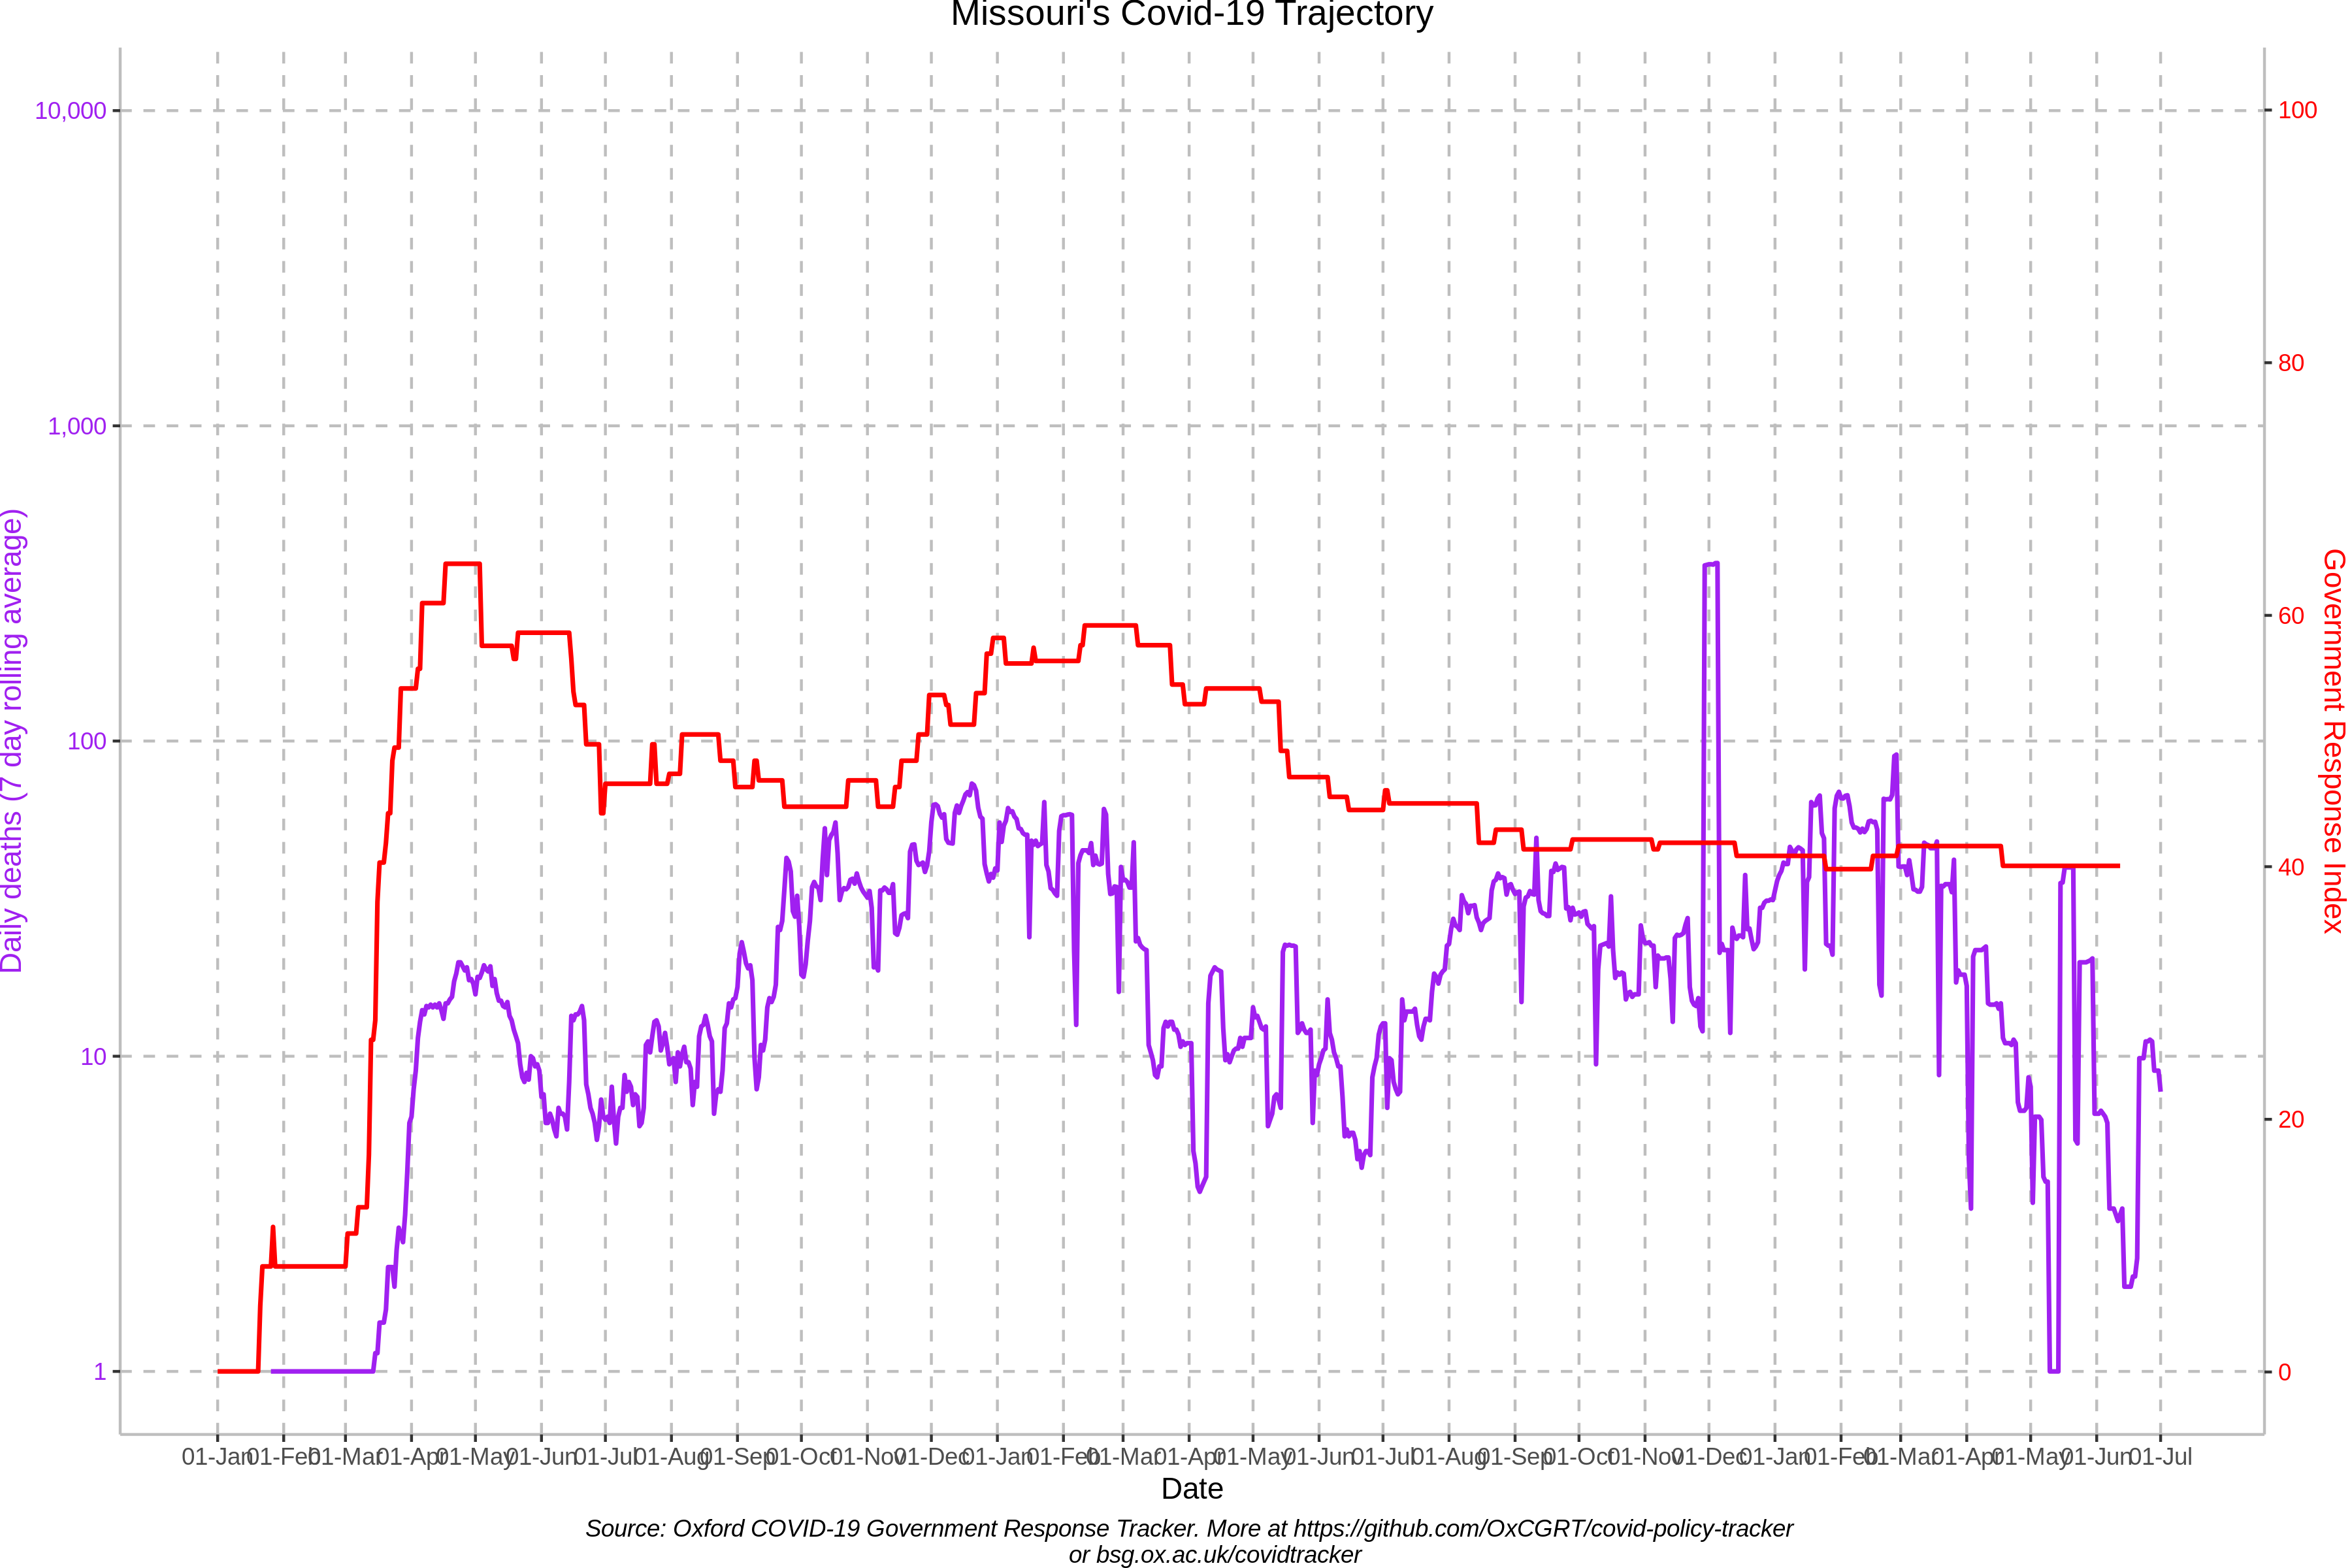 Missouri's Covid-19 Trajectory
10,000
1,000
100
10
1
Daily deaths (7 day rolling average)
100
80
60
40
20
0
Government Response Index
01-Jan 01-Feb 01-Mar 01-Apr 01-May 01-Jun 01-Jul 01-Aug 01-Sep 01-Oct 01-Nov 01-Dec 01-Jan 01-Feb 01-Mar 01-Apr 01-May 01-Jun 01-Jul 01-Aug 01-Sep 01-Oct 01-Nov 01-Dec 01-Jan 01-Feb 01-Mar 01-Apr 01-May 01-Jun 01-Jul
Date
Source: Oxford COVID-19 Government Response Tracker. More at https://github.com/OxCGRT/covid-policy-tracker
or bsg.ox.ac.uk/covidtracker